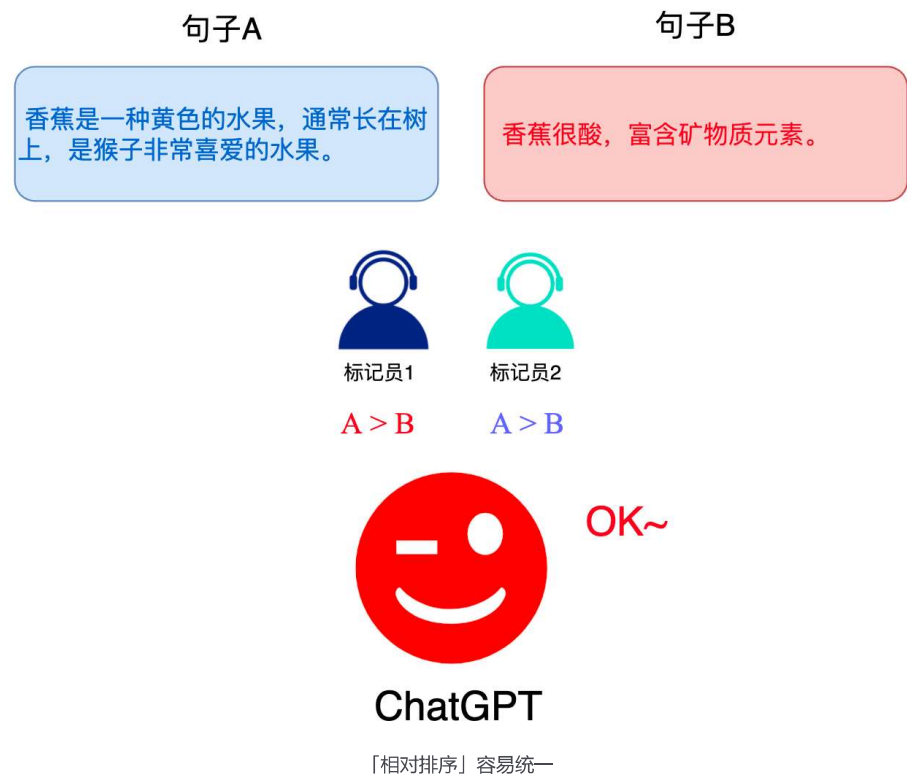 句子A
句子B
香蕉是一种黄色的水果，通常长在树
上，是猴子非常喜爱的水果。
香蕉很酸，富含矿物质元素。
标记员1
标记员2
A > B
A > B
OK~
ChatGPT
「相对排序」容易统一